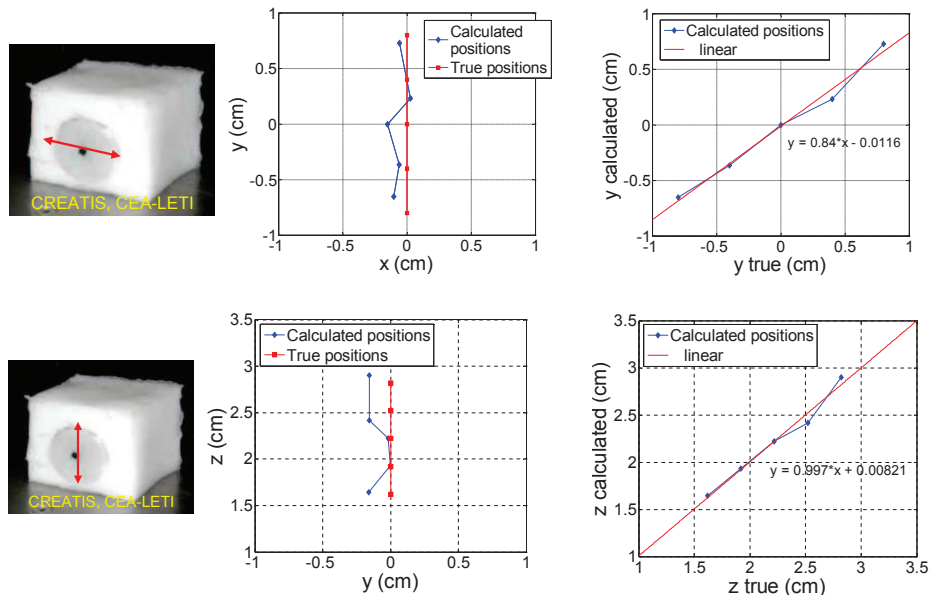 CREATIS, CEA-LETI
1
0.5
0
-0.5
-1
y (cm)
-1
-0.5
0
0.5
1
x (cm)
Calculated
positions
True positions
1
0.5
0
-0.5
-1
y calculated (cm)
-1
-0.5
0
0.5
1
y true (cm)
Calculated positions
linear
y = 0.84*x - 0.0116
CREATIS, CEA-LETI
3.5
3
2.5
2
1.5
1
z (cm)
-1
-0.5
0
0.5
1
y (cm)
Calculated positions
True positions
3.5
3
2.5
2
1.5
1
z calculated (cm)
1
1.5
2
2.5
3
3.5
z true (cm)
Calculated positions
linear
y = 0.997*x + 0.00821